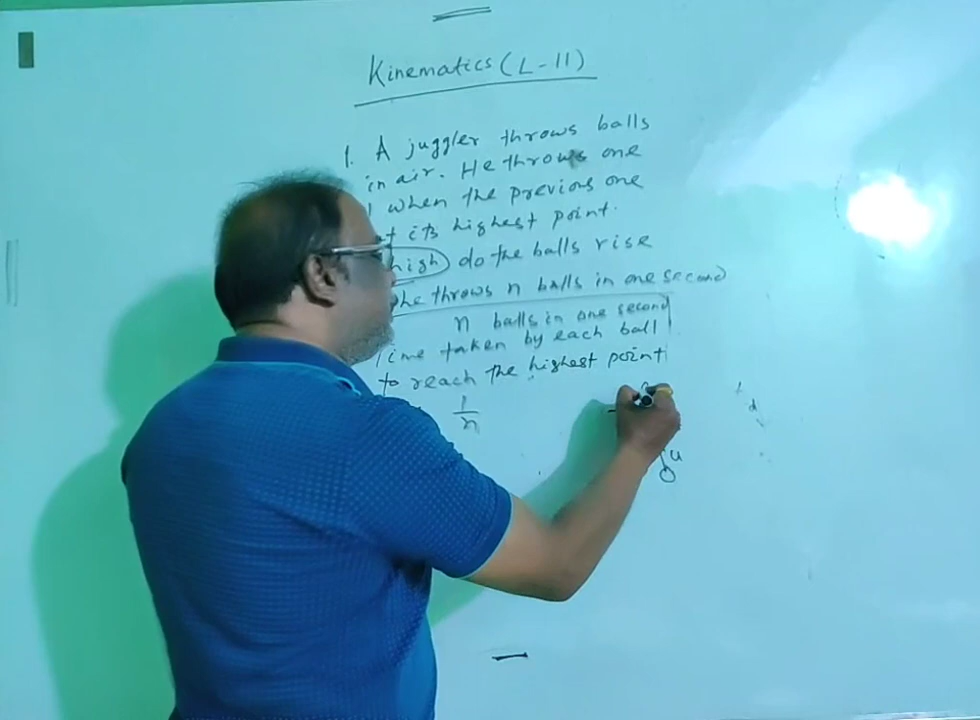 Kinematics (L-11)
1. A juggler throws balls
in air. He throws one
when the previous one
its highest point.
high do the balls rise
he throws n balls in one second
n balls in one second
Time taken by each ball
to reach the highest point
1/n
u